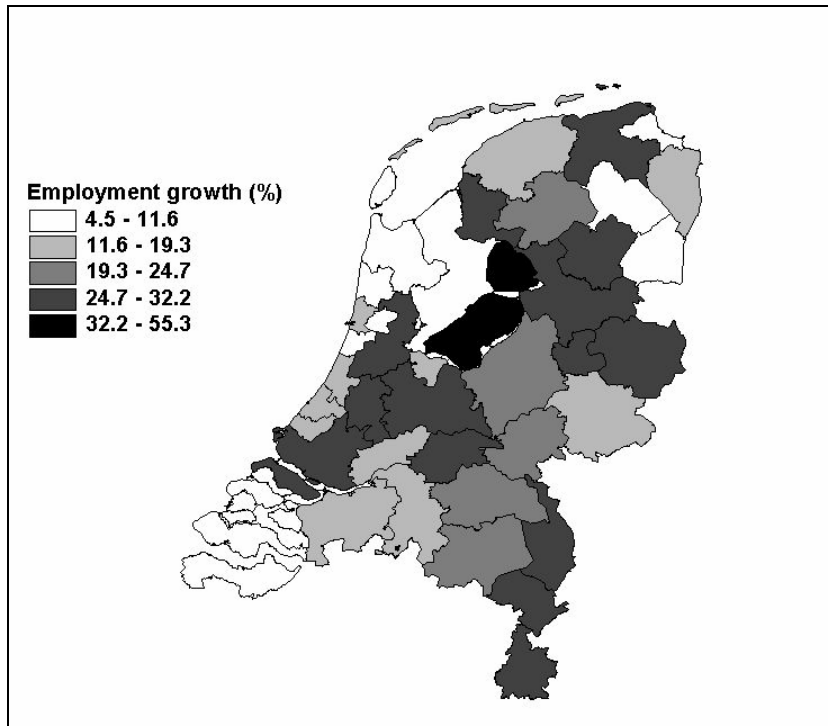 Employment growth (%)
4.5 - 11.6
11.6 - 19.3
19.3 - 24.7
24.7 - 32.2
32.2 - 55.3